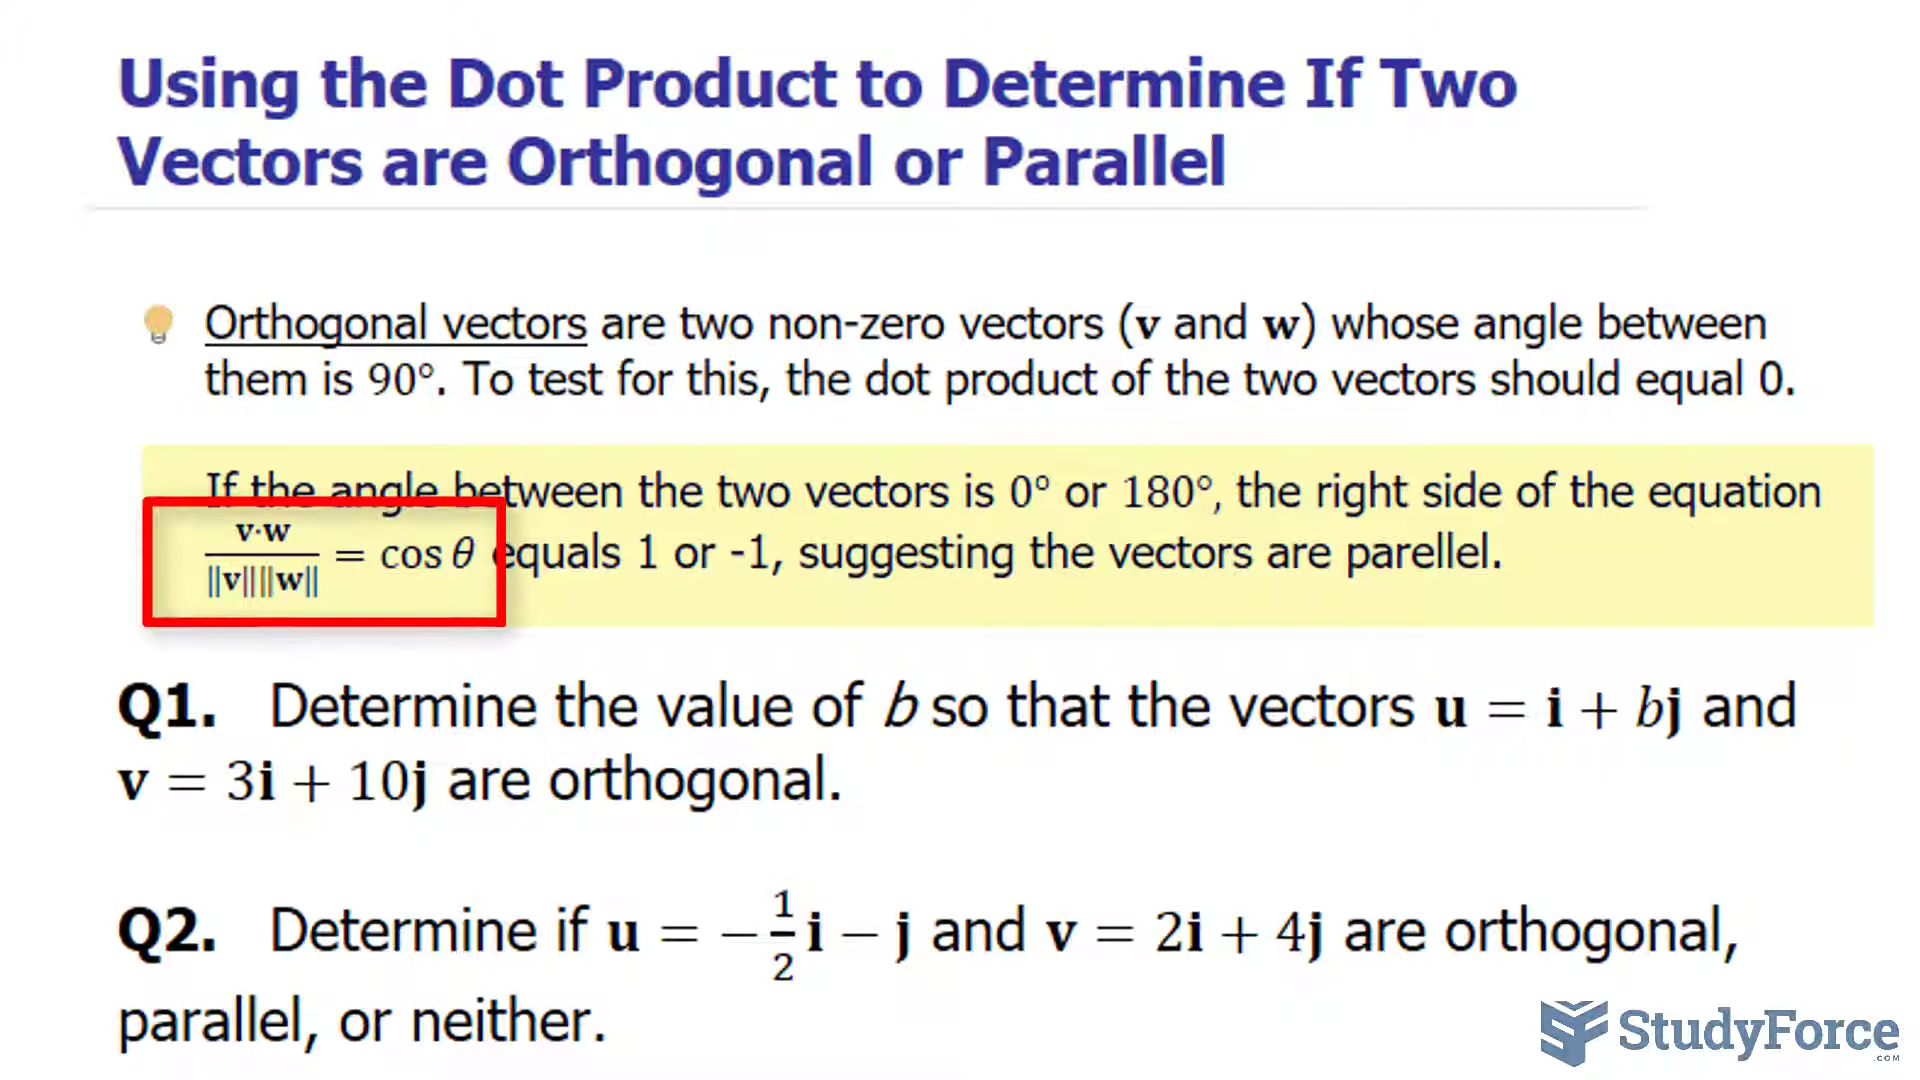 Using the Dot Product to Determine If Two
Vectors are Orthogonal or Parallel
Orthogonal vectors are two non-zero vectors (v and w) whose angle between
them is 90°. To test for this, the dot product of the two vectors should equal 0.
If the angle between the two vectors is 0° or 180°, the right side of the equation
v·w / ||v||||w|| = cos θ equals 1 or -1, suggesting the vectors are parellel.
Q1. Determine the value of b so that the vectors u = i + bj and
v = 3i + 10j are orthogonal.
Q2. Determine if u = −1/2 i − j and v = 2i + 4j are orthogonal,
parallel, or neither.
StudyForce
.COM